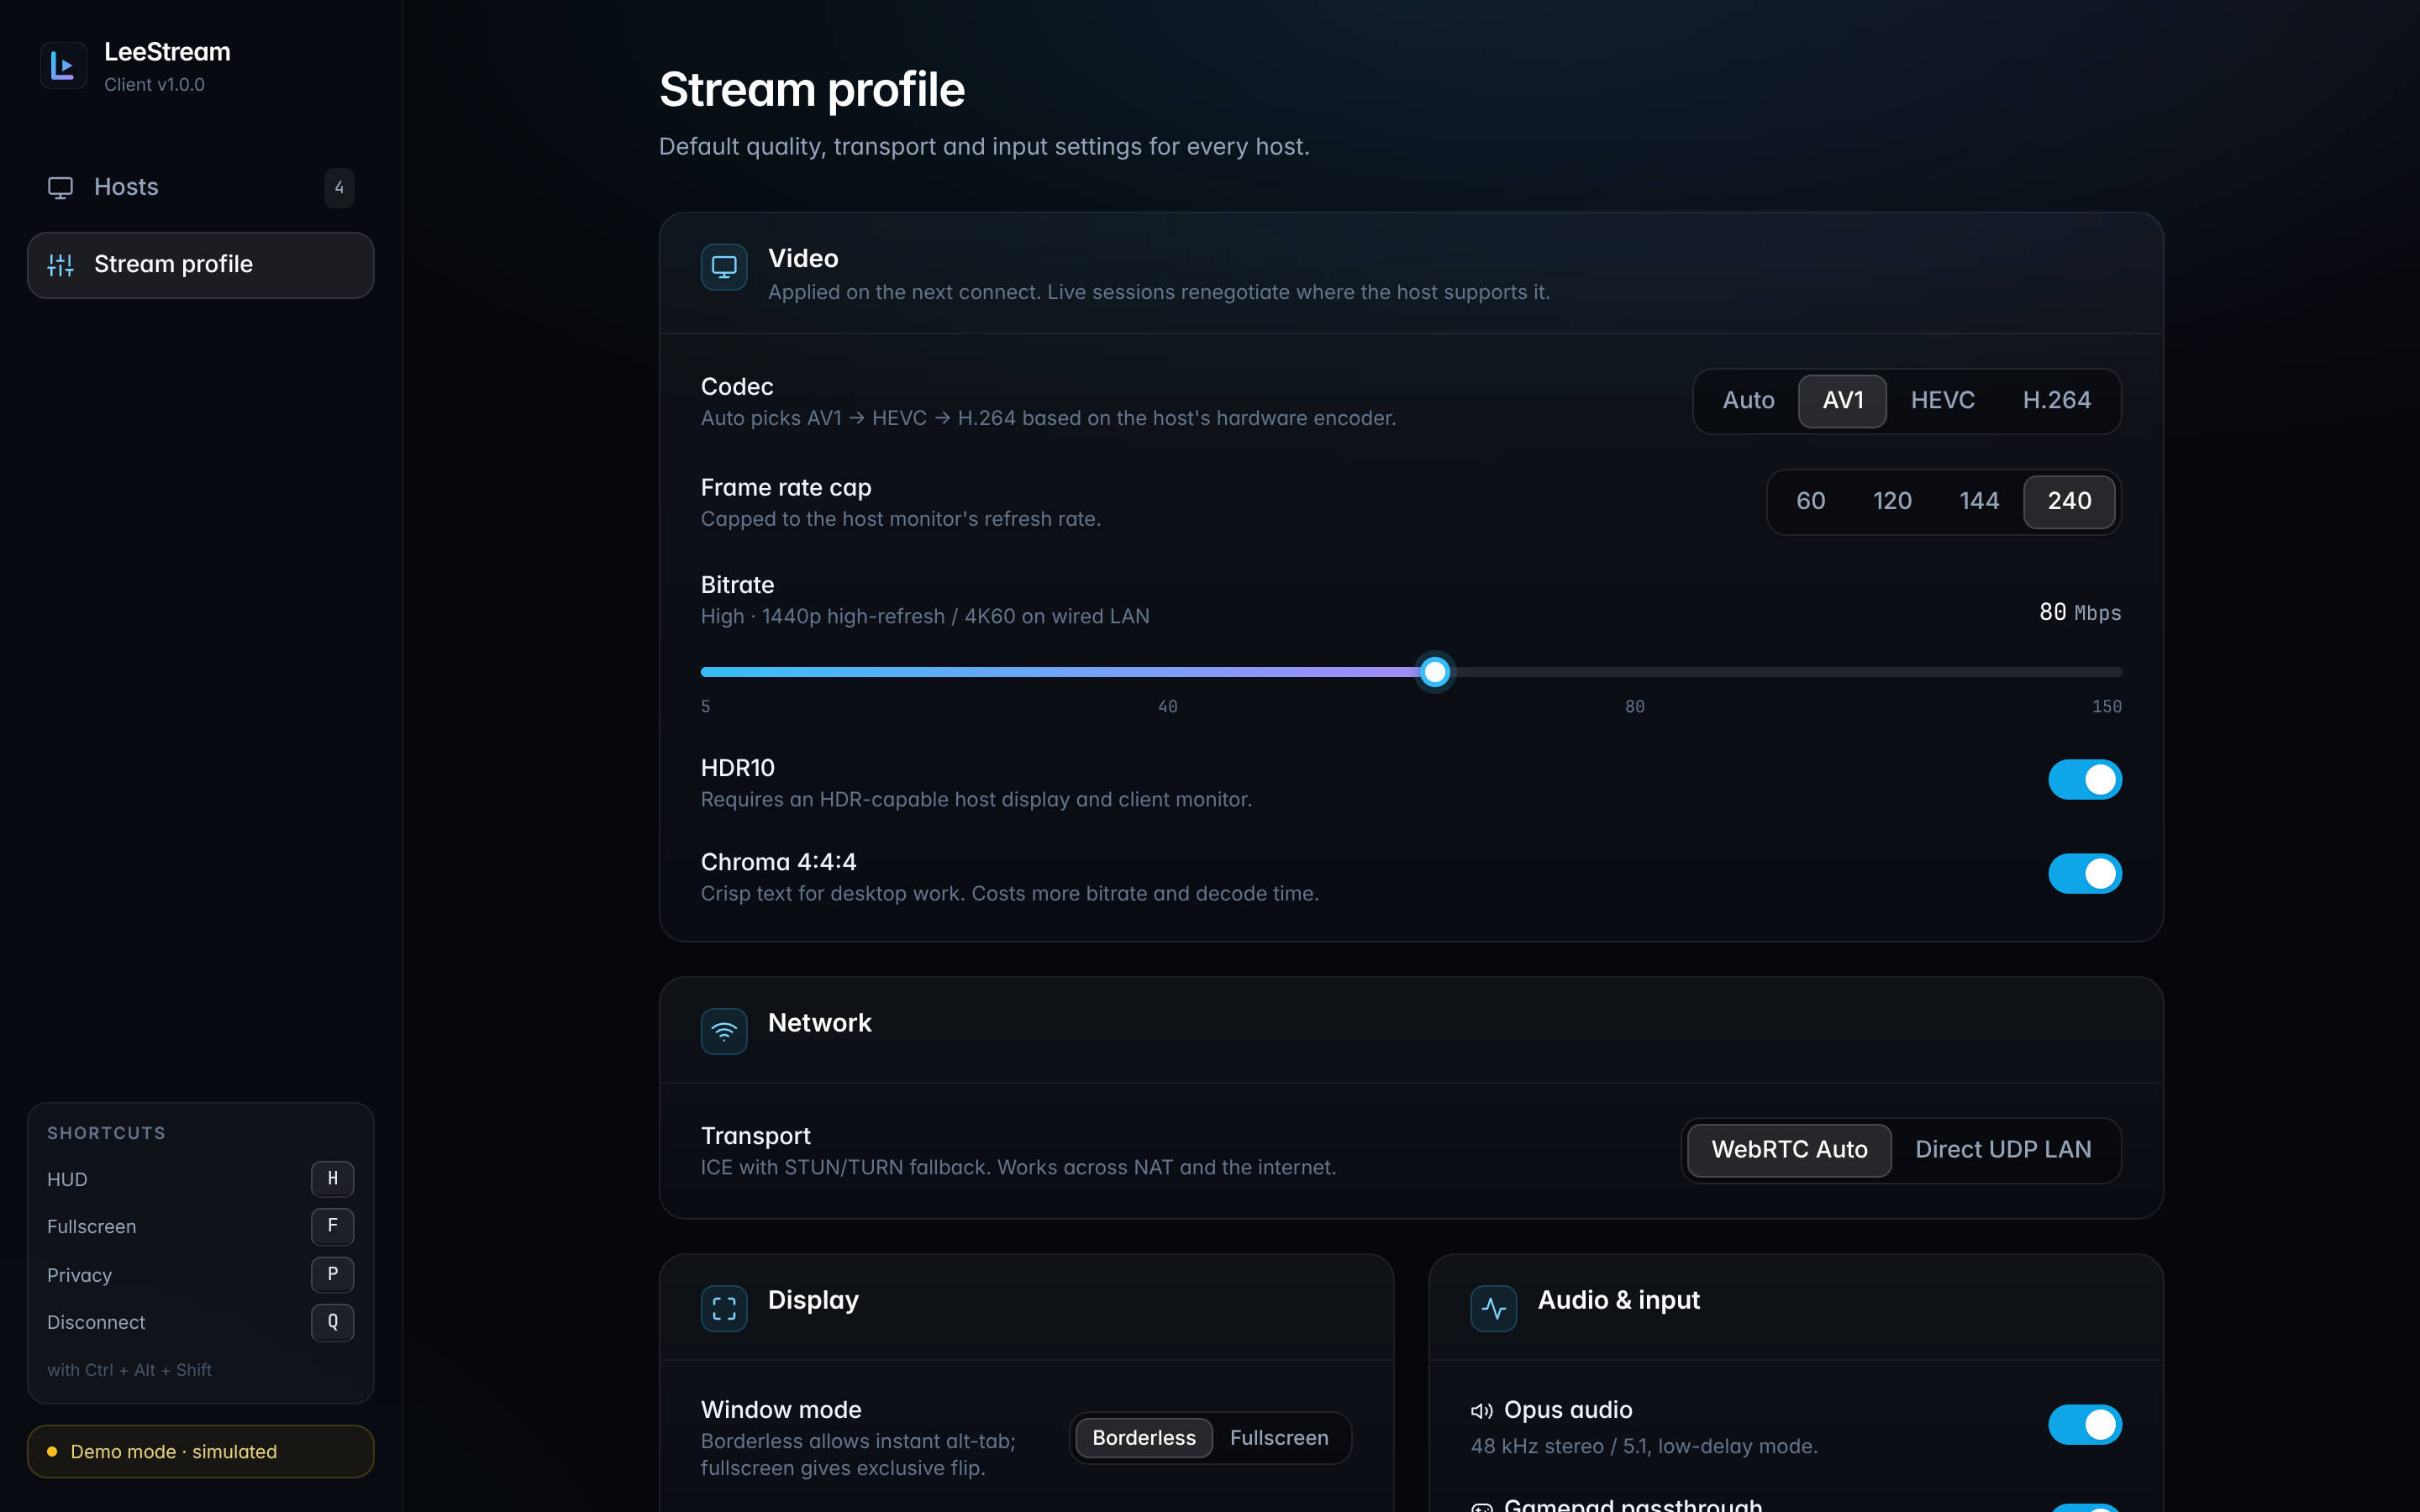 LeeStream
Client v1.0.0
Hosts
4
Stream profile
SHORTCUTS
HUD
H
Fullscreen
F
Privacy
P
Disconnect
Q
with Ctrl + Alt + Shift
Demo mode · simulated
Stream profile
Default quality, transport and input settings for every host.
Video
Applied on the next connect. Live sessions renegotiate where the host supports it.
Codec
Auto picks AV1 → HEVC → H.264 based on the host's hardware encoder.
Auto AV1 HEVC H.264
Frame rate cap
Capped to the host monitor's refresh rate.
60 120 144 240
Bitrate
High · 1440p high-refresh / 4K60 on wired LAN
80 Mbps
5 40 80 150
HDR10
Requires an HDR-capable host display and client monitor.
Chroma 4:4:4
Crisp text for desktop work. Costs more bitrate and decode time.
Network
Transport
ICE with STUN/TURN fallback. Works across NAT and the internet.
WebRTC Auto Direct UDP LAN
Display
Window mode
Borderless allows instant alt-tab;
fullscreen gives exclusive flip.
Borderless Fullscreen
Audio & input
Opus audio
48 kHz stereo / 5.1, low-delay mode.
Gamepad passthrough